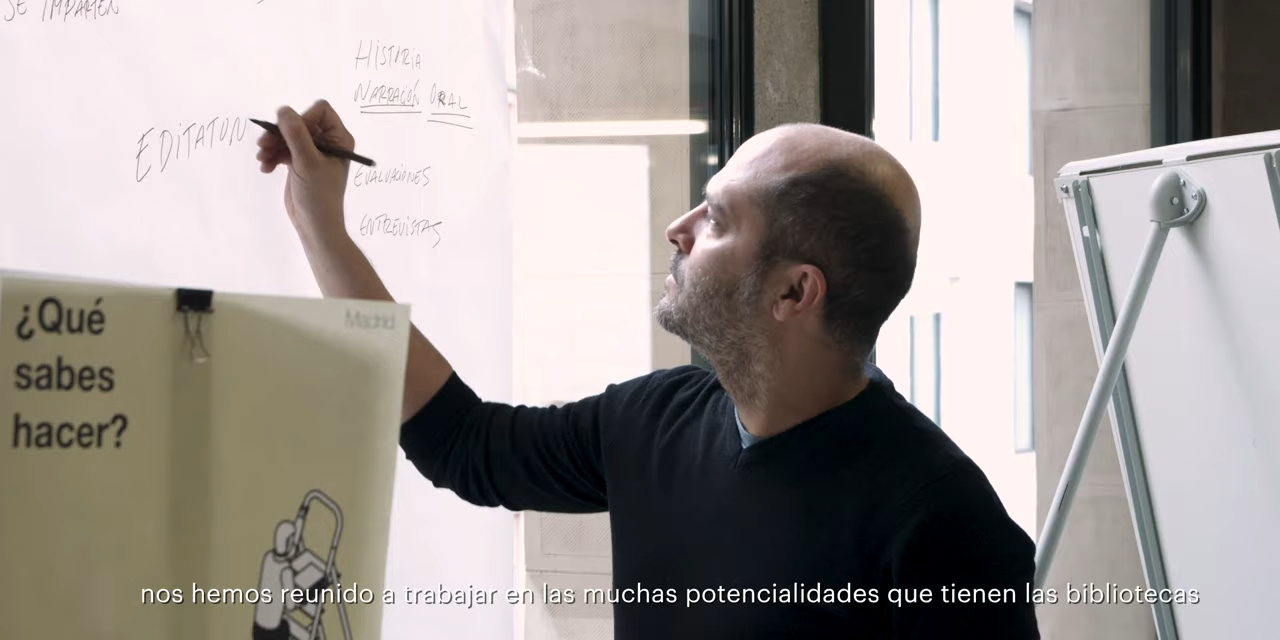 SE IMPARTEN
HISTORIA
NARRACIÓN ORAL
EDITATON
EVALUACIONES
ENTREVISTAS
¿Qué
sabes
hacer?
Madrid
nos hemos reunido a trabajar en las muchas potencialidades que tienen las bibliotecas